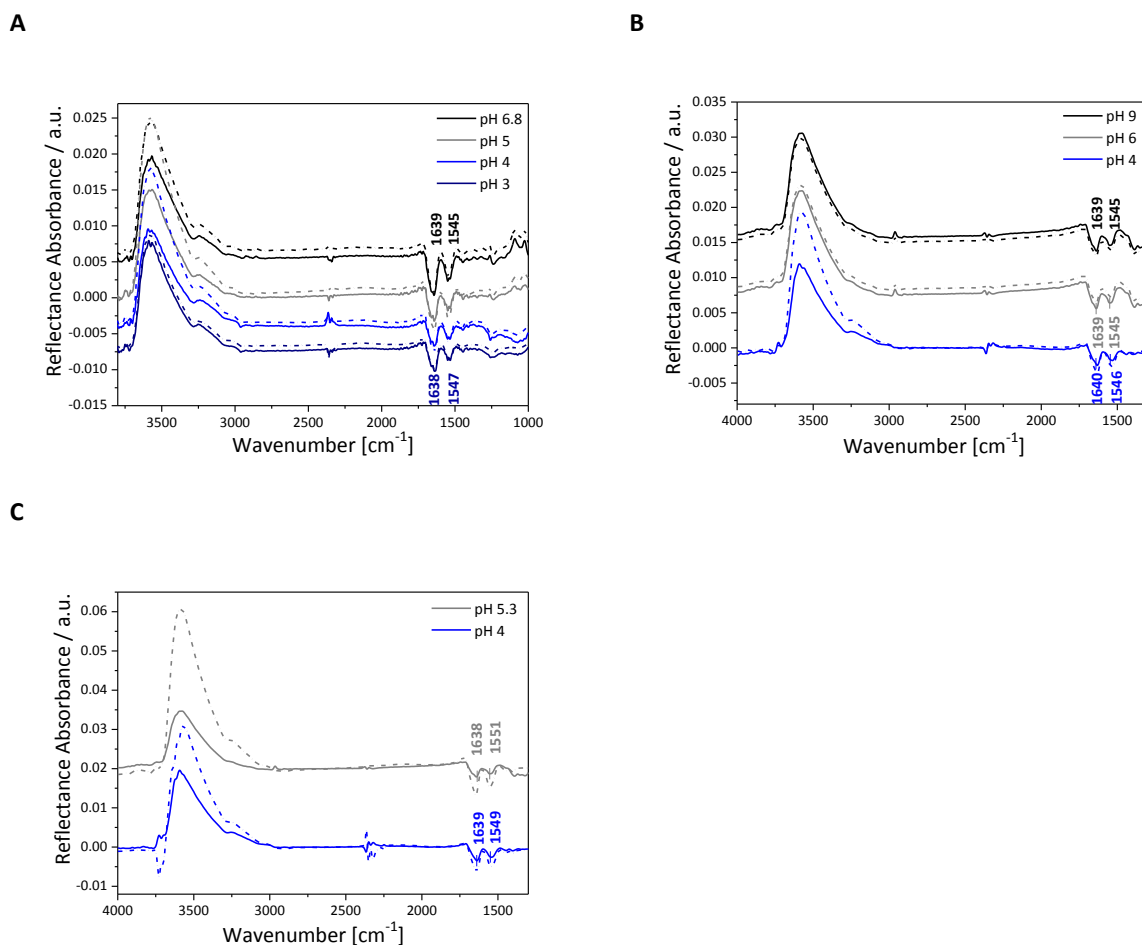 A
Reflectance Absorbance / a.u.
0.025
0.020
0.015
0.010
0.005
0.000
-0.005
-0.010
-0.015
pH 6.8
pH 5
pH 4
pH 3
1639
1545
1638
1547
3500 3000 2500 2000 1500 1000
Wavenumber [cm⁻¹]
B
Reflectance Absorbance / a.u.
0.035
0.030
0.025
0.020
0.015
0.010
0.005
0.000
-0.005
pH 9
pH 6
pH 4
1639
1545
1639
1545
1640
1546
4000 3500 3000 2500 2000 1500
Wavenumber [cm⁻¹]
C
Reflectance Absorbance / a.u.
0.06
0.05
0.04
0.03
0.02
0.01
0.00
-0.01
pH 5.3
pH 4
1638
1551
1639
1549
4000 3500 3000 2500 2000 1500
Wavenumber [cm⁻¹]